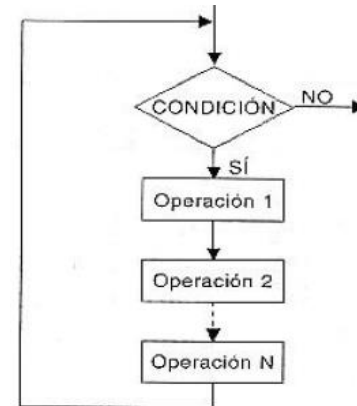 CONDICIÓN
NO
SÍ
Operación 1
Operación 2
Operación N